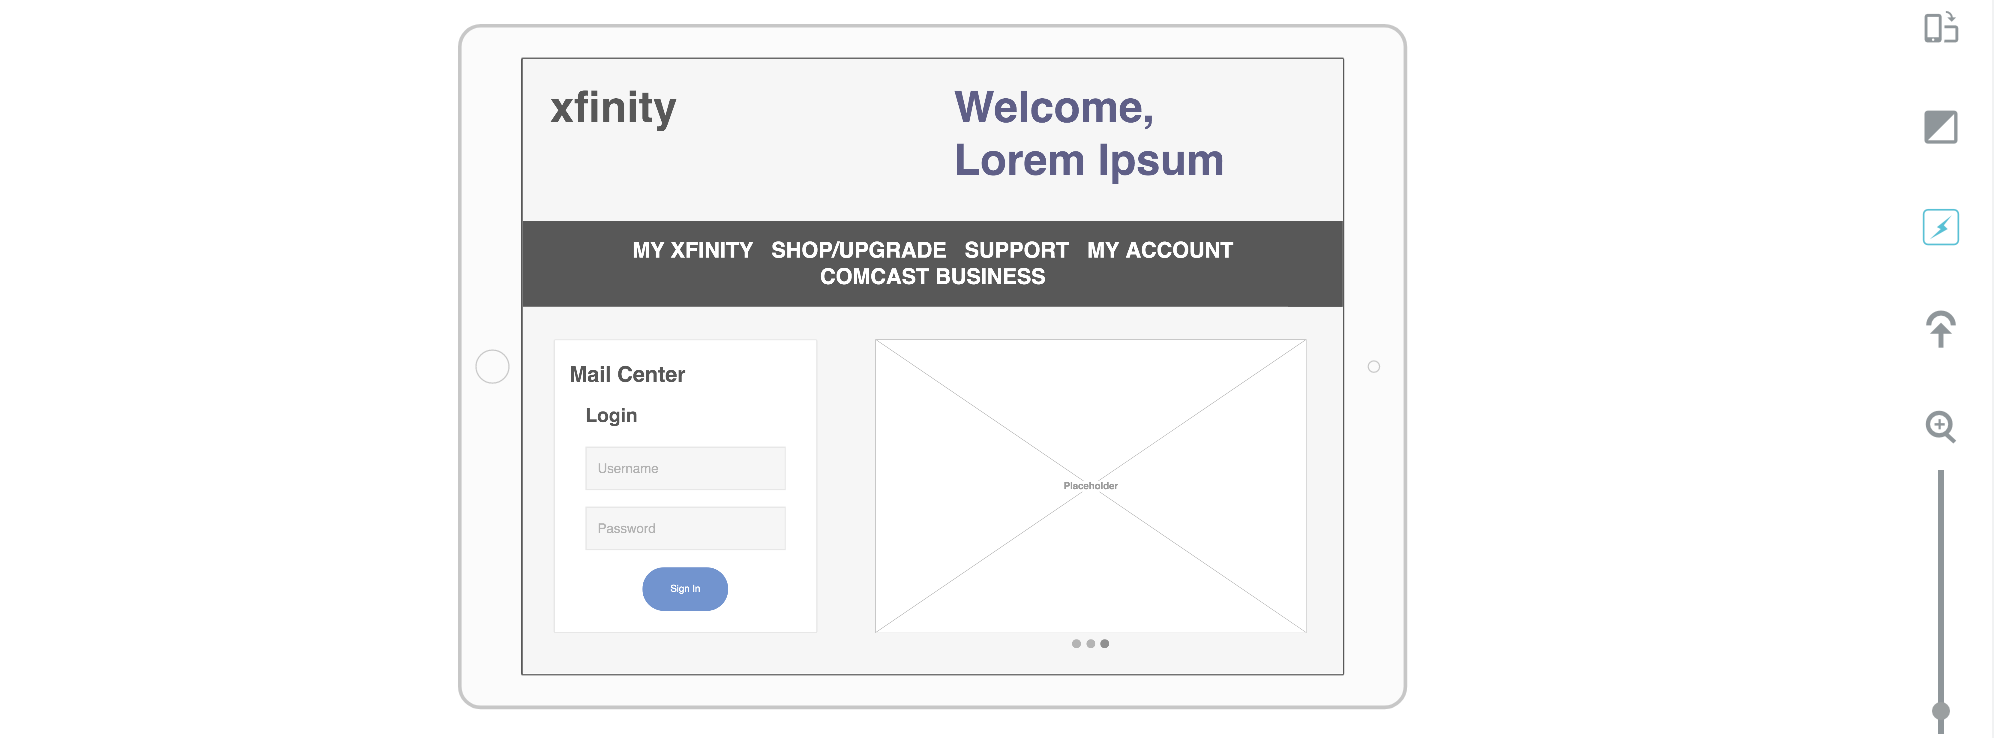 xfinity
Welcome,
Lorem Ipsum
MY XFINITY SHOP/UPGRADE SUPPORT MY ACCOUNT
COMCAST BUSINESS
Mail Center
Login
Username
Password
Sign In
Placeholder